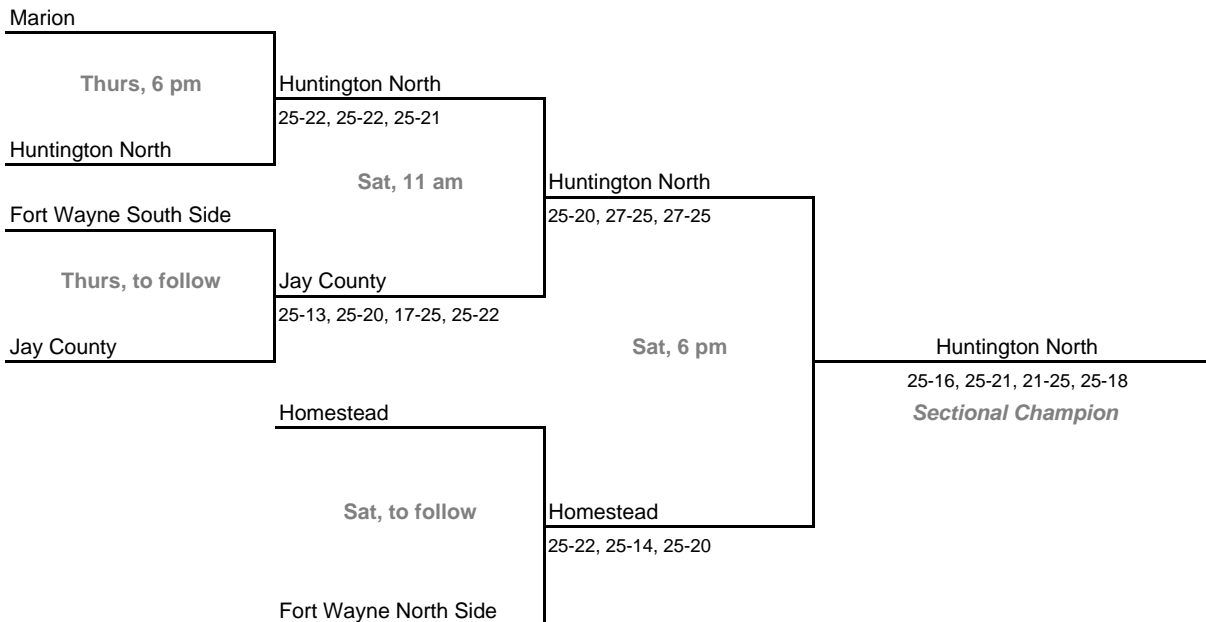 Marion
Thurs, 6 pm
Huntington North
25-22, 25-22, 25-21
Huntington North
Sat, 11 am
Huntington North
25-20, 27-25, 27-25
Fort Wayne South Side
Thurs, to follow
Jay County
25-13, 25-20, 17-25, 25-22
Jay County
Sat, 6 pm
Huntington North
25-16, 25-21, 21-25, 25-18
Sectional Champion
Homestead
Sat, to follow
Homestead
25-22, 25-14, 25-20
Fort Wayne North Side